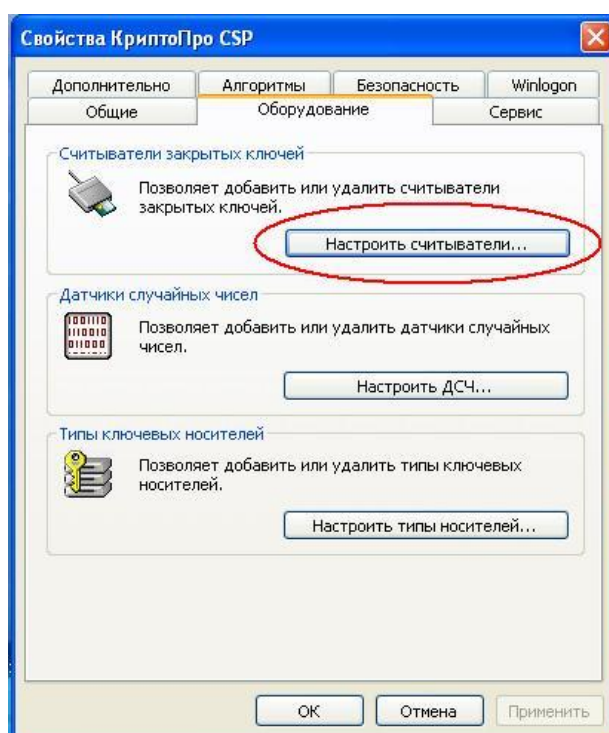 Свойства КриптоПро CSP
Дополнительно Алгоритмы Безопасность Winlogon
Общие Оборудование Сервис
Считыватели закрытых ключей
Позволяет добавить или удалить считыватели
закрытых ключей.
Настроить считыватели...
Датчики случайных чисел
Позволяет добавить или удалить датчики случайных
чисел.
Настроить ДСЧ...
Типы ключевых носителей
Позволяет добавить или удалить типы ключевых
носителей.
Настроить типы носителей...
ОК Отмена Применить